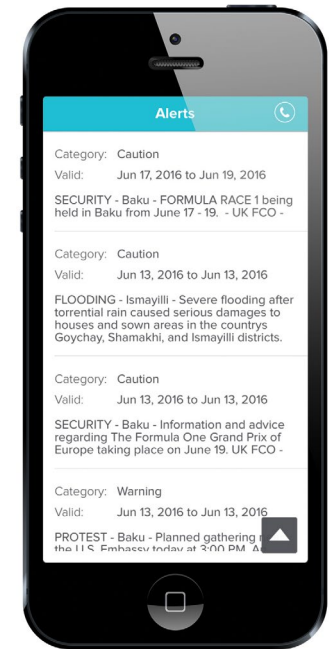 Alerts
Category: Caution
Valid: Jun 17, 2016 to Jun 19, 2016
SECURITY - Baku - FORMULA RACE 1 being
held in Baku from June 17 - 19. - UK FCO -
Category: Caution
Valid: Jun 13, 2016 to Jun 13, 2016
FLOODING - Ismayilli - Severe flooding after
torrential rain caused serious damages to
houses and sown areas in the countrys
Goychay, Shamakhi, and Ismayilli districts.
Category: Caution
Valid: Jun 13, 2016 to Jun 13, 2016
SECURITY - Baku - Information and advice
regarding The Formula One Grand Prix of
Europe taking place on June 19. UK FCO -
Category: Warning
Valid: Jun 13, 2016 to Jun 13, 2016
PROTEST - Baku - Planned gathering
the U.S. Embassy today at 3:00 PM.